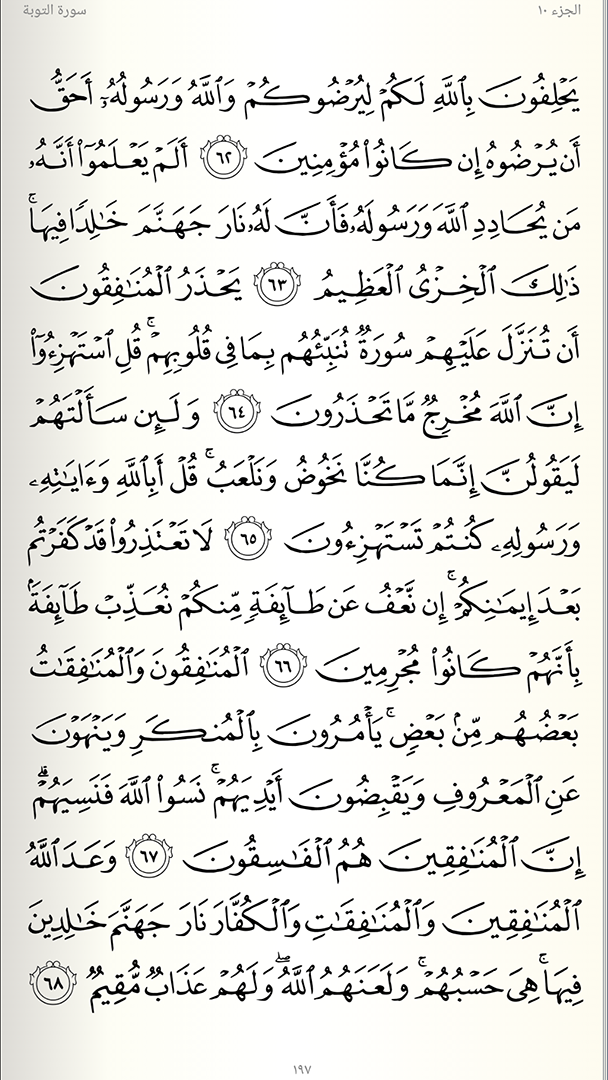 سورة التوبة الجزء ١٠
يَحۡلِفُونَ بِٱللَّهِ لَكُمۡ لِيُرۡضُوكُمۡ وَٱللَّهُ وَرَسُولُهُۥٓ أَحَقُّ
أَن يُرۡضُوهُ إِن كَانُواْ مُؤۡمِنِينَ ٦٢ أَلَمۡ يَعۡلَمُوٓاْ أَنَّهُۥ
مَن يُحَادِدِ ٱللَّهَ وَرَسُولَهُۥ فَأَنَّ لَهُۥ نَارَ جَهَنَّمَ خَٰلِدٗا فِيهَاۚ
ذَٰلِكَ ٱلۡخِزۡيُ ٱلۡعَظِيمُ ٦٣ يَحۡذَرُ ٱلۡمُنَٰفِقُونَ
أَن تُنَزَّلَ عَلَيۡهِمۡ سُورَةٞ تُنَبِّئُهُم بِمَا فِي قُلُوبِهِمۡۚ قُلِ ٱسۡتَهۡزِءُوٓاْ
إِنَّ ٱللَّهَ مُخۡرِجٞ مَّا تَحۡذَرُونَ ٦٤ وَلَئِن سَأَلۡتَهُمۡ
لَيَقُولُنَّ إِنَّمَا كُنَّا نَخُوضُ وَنَلۡعَبُۚ قُلۡ أَبِٱللَّهِ وَءَايَٰتِهِۦ
وَرَسُولِهِۦ كُنتُمۡ تَسۡتَهۡزِءُونَ ٦٥ لَا تَعۡتَذِرُواْ قَدۡ كَفَرۡتُم
بَعۡدَ إِيمَٰنِكُمۡۚ إِن نَّعۡفُ عَن طَآئِفَةٖ مِّنكُمۡ نُعَذِّبۡ طَآئِفَةَۢ
بِأَنَّهُمۡ كَانُواْ مُجۡرِمِينَ ٦٦ ٱلۡمُنَٰفِقُونَ وَٱلۡمُنَٰفِقَٰتُ
بَعۡضُهُم مِّنۢ بَعۡضٖۚ يَأۡمُرُونَ بِٱلۡمُنكَرِ وَيَنۡهَوۡنَ
عَنِ ٱلۡمَعۡرُوفِ وَيَقۡبِضُونَ أَيۡدِيَهُمۡۚ نَسُواْ ٱللَّهَ فَنَسِيَهُمۡۗ
إِنَّ ٱلۡمُنَٰفِقِينَ هُمُ ٱلۡفَٰسِقُونَ ٦٧ وَعَدَ ٱللَّهُ
ٱلۡمُنَٰفِقِينَ وَٱلۡمُنَٰفِقَٰتِ وَٱلۡكُفَّارَ نَارَ جَهَنَّمَ خَٰلِدِينَ
فِيهَاۚ هِيَ حَسۡبُهُمۡۚ وَلَعَنَهُمُ ٱللَّهُۖ وَلَهُمۡ عَذَابٞ مُّقِيمٞ ٦٨
١٩٧